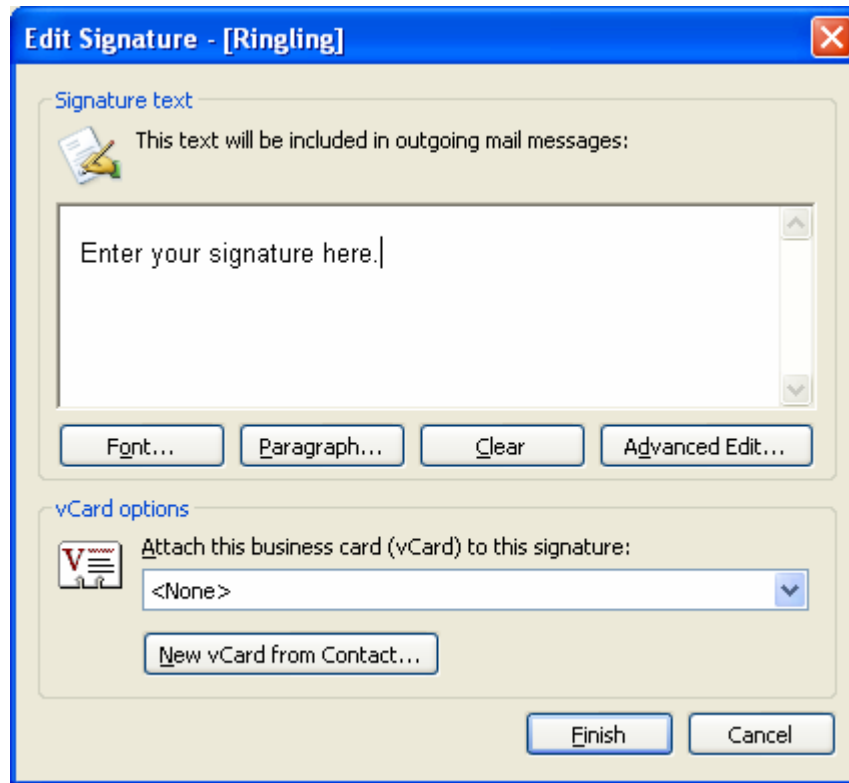 Edit Signature - [Ringling]
Signature text
This text will be included in outgoing mail messages:
Enter your signature here.
Font... Paragraph... Clear Advanced Edit...
vCard options
Attach this business card (vCard) to this signature:
V
<None>
New vCard from Contact...
Finish Cancel